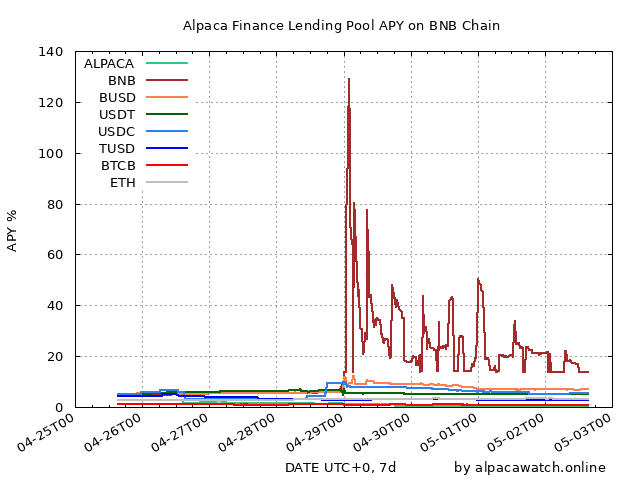 Alpaca Finance Lending Pool APY on BNB Chain
140
120
100
80
60
40
20
0
APY %
ALPACA
BNB
BUSD
USDT
USDC
TUSD
BTCB
ETH
04-25T00
04-26T00
04-27T00
04-28T00
04-29T00
04-30T00
05-01T00
05-02T00
05-03T00
DATE UTC+0, 7d
by alpacawatch.online